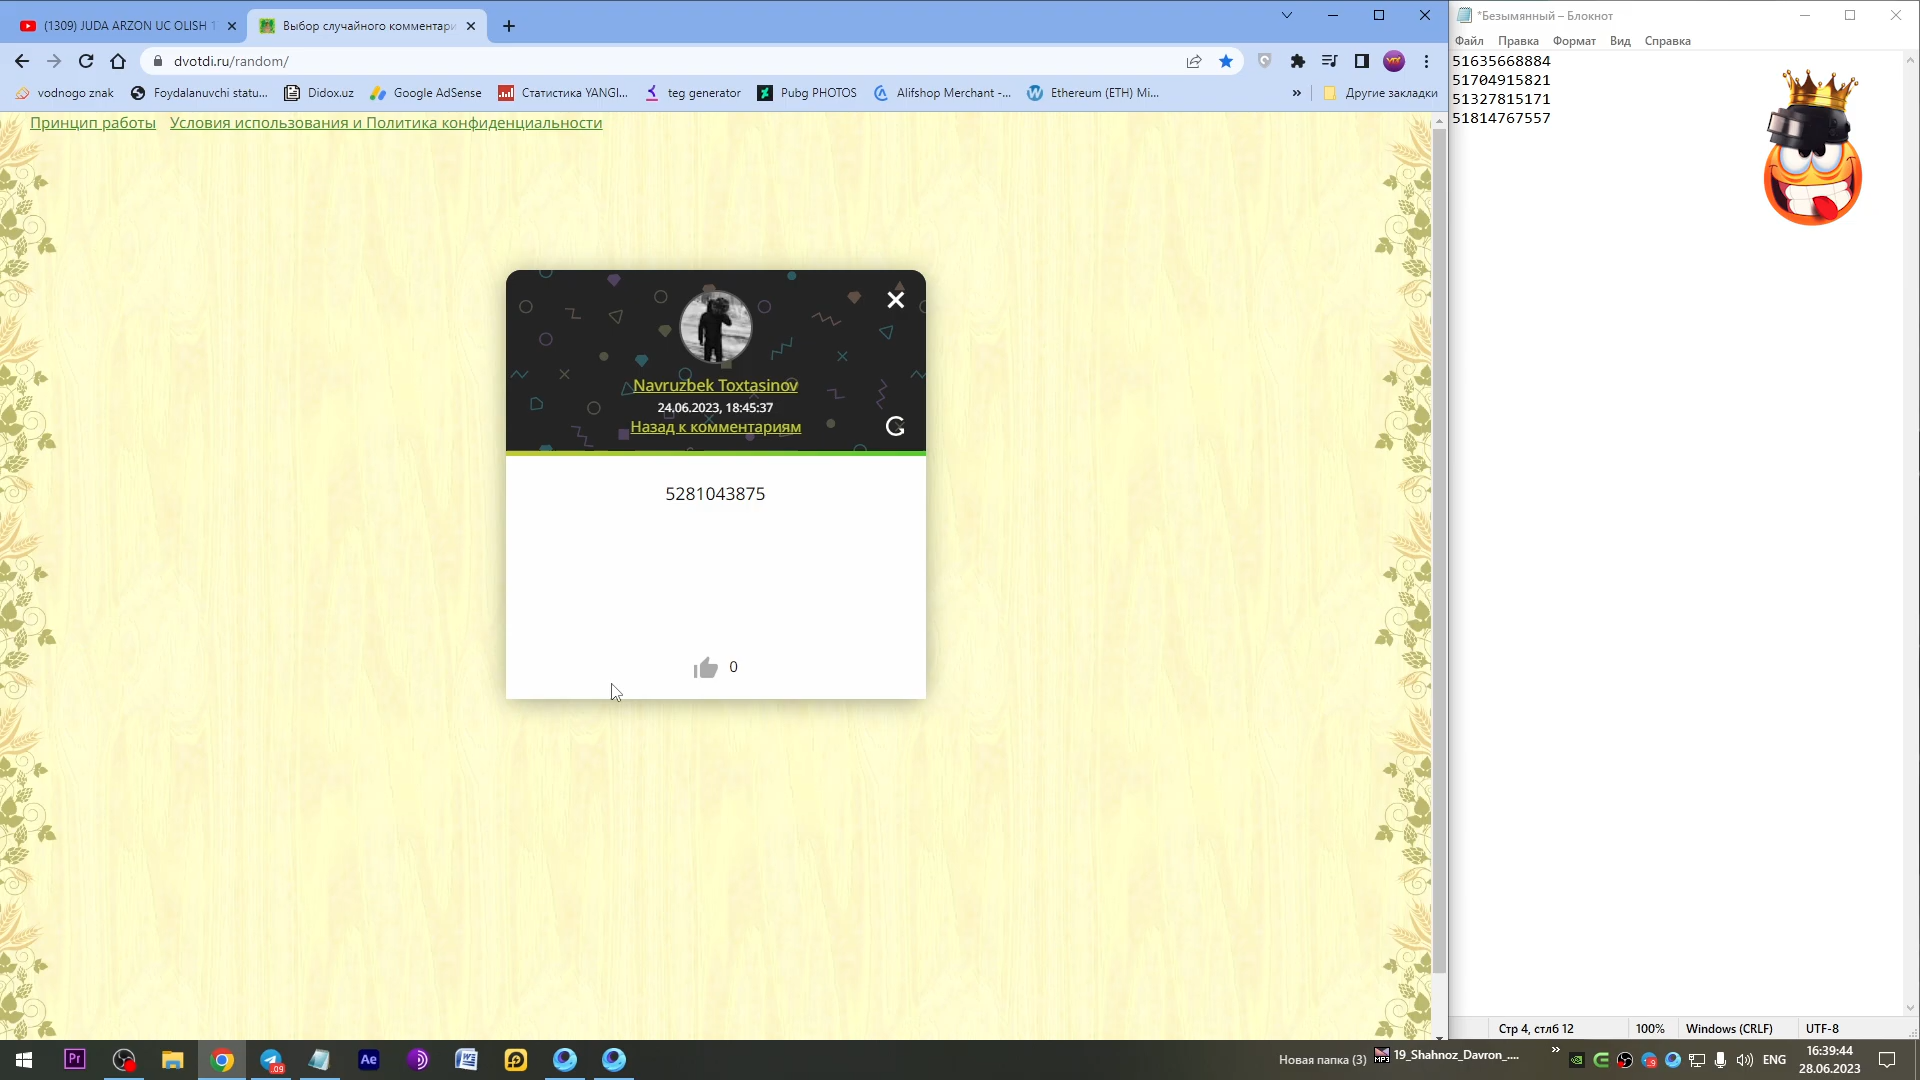 (1309) JUDA ARZON UC OLISH 1
Выбор случайного комментари
dvotdi.ru/random/
vodnogo znak
Foydalanuvchi statu...
Didox.uz
Google AdSense
Статистика YANGI...
teg generator
Pubg PHOTOS
Alifshop Merchant -...
Ethereum (ETH) Mi...
»
Другие закладки
Принцип работы
Условия использования и Политика конфиденциальности
Navruzbek Toxtasinov
24.06.2023, 18:45:37
Назад к комментариям
5281043875
0
*Безымянный – Блокнот
Файл Правка Формат Вид Справка
51635668884
51704915821
51327815171
51814767557
Стр 4, стлб 12
100%
Windows (CRLF)
UTF-8
Новая папка (3)
19_Shahnoz_Davron_....
»
ENG
16:39:44
28.06.2023